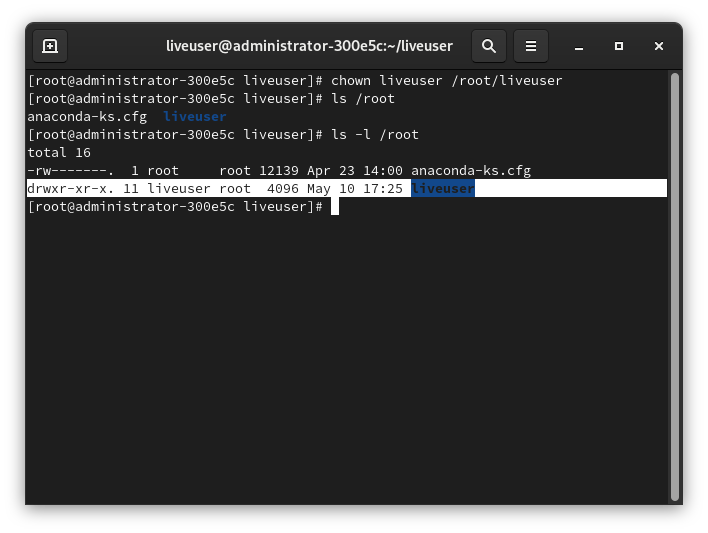 liveuser@administrator-300e5c:~/liveuser
[root@administrator-300e5c liveuser]# chown liveuser /root/liveuser
[root@administrator-300e5c liveuser]# ls /root
anaconda-ks.cfg  liveuser
[root@administrator-300e5c liveuser]# ls -l /root
total 16
-rw-------.  1 root     root 12139 Apr 23 14:00 anaconda-ks.cfg
drwxr-xr-x. 11 liveuser root  4096 May 10 17:25 liveuser
[root@administrator-300e5c liveuser]#